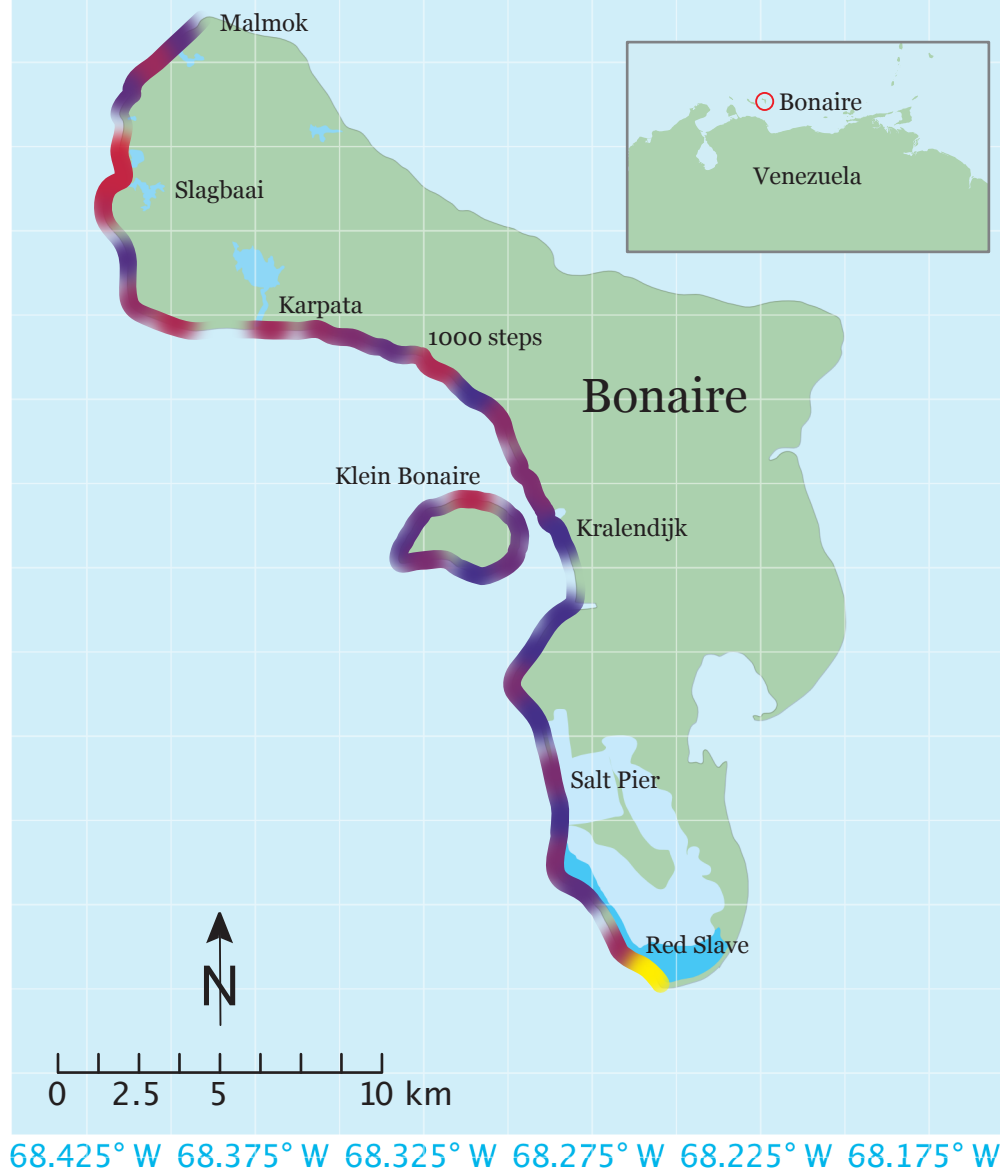 Malmok
Bonaire
Venezuela
Slagbaai
Karpata
1000 steps
Bonaire
Klein Bonaire
Kralendijk
Salt Pier
Red Slave
N
0 2.5 5 10 km
68.425° W 68.375° W 68.325° W 68.275° W 68.225° W 68.175° W